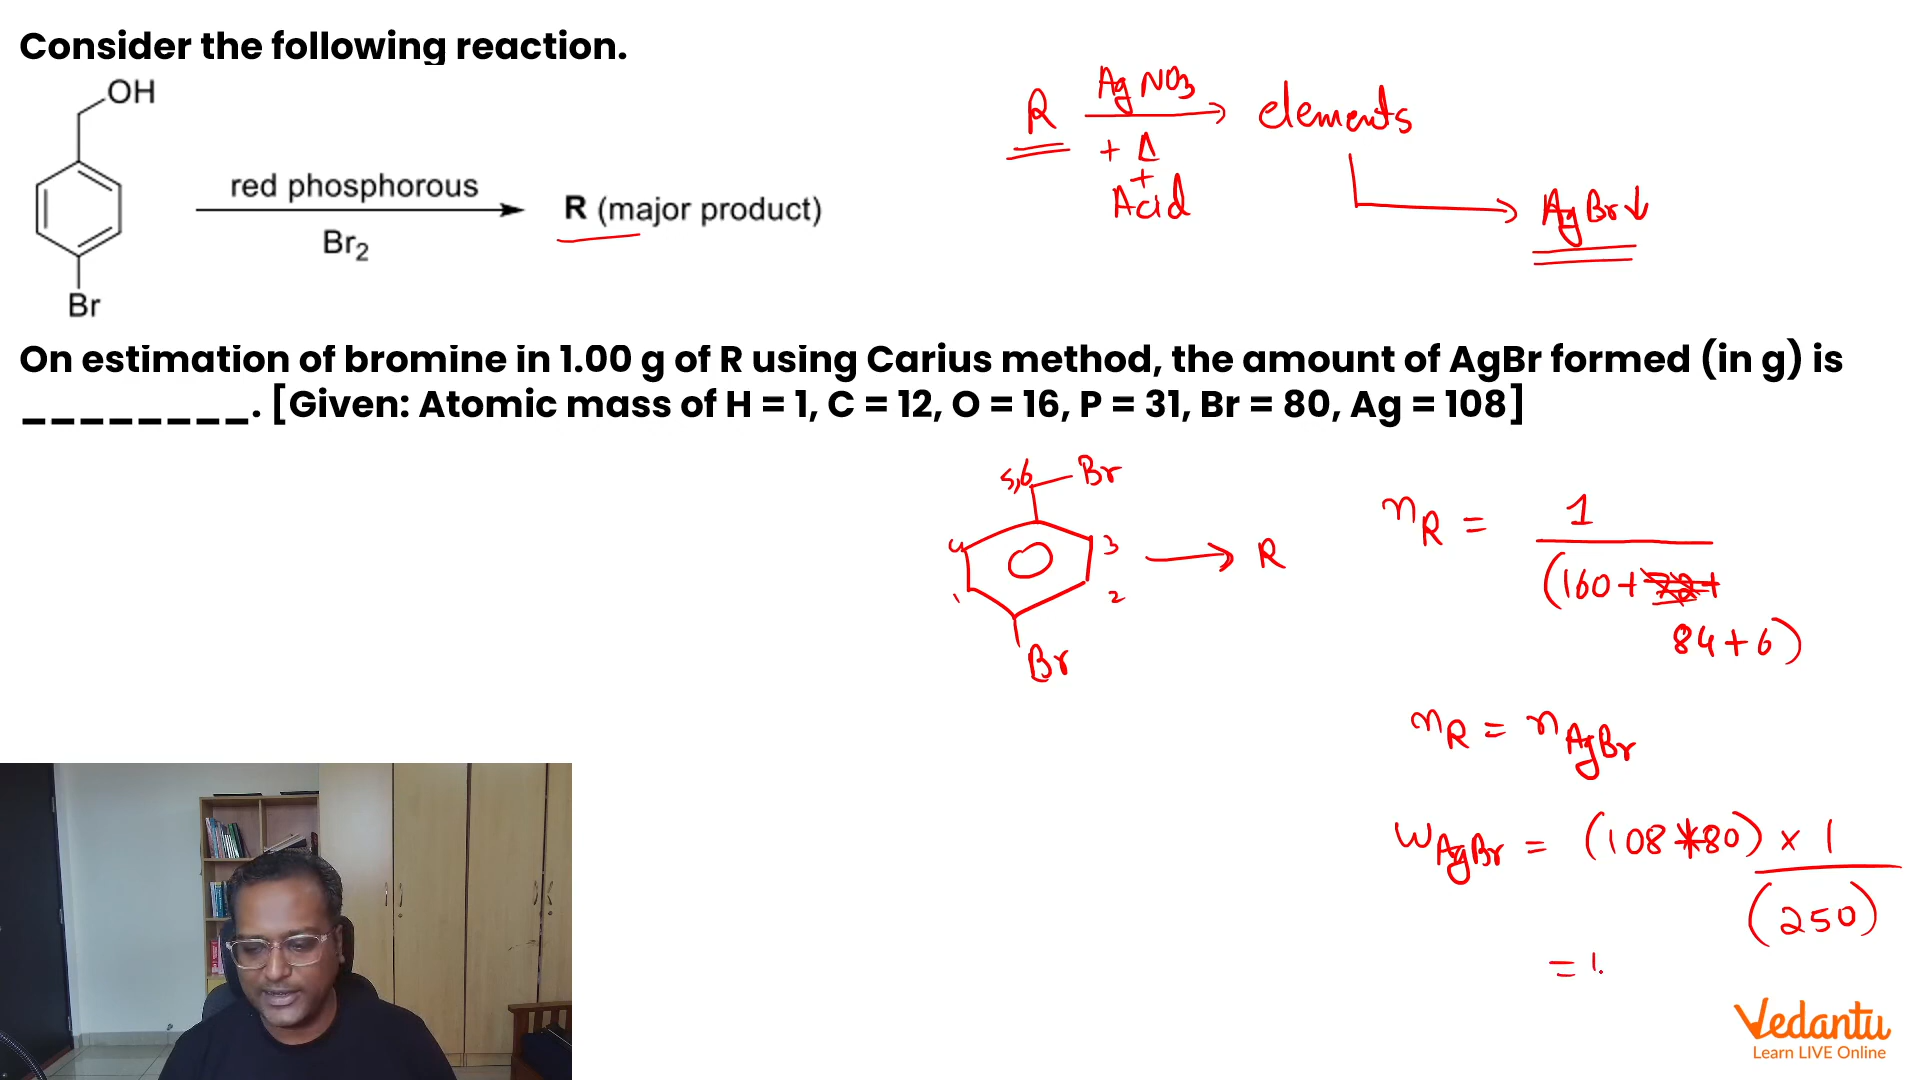 Consider the following reaction.
OH
red phosphorous
Br₂
R (major product)
Br
R AgNO3 elements
+ Δ
+
Acid
AgBr↓
On estimation of bromine in 1.00 g of R using Carius method, the amount of AgBr formed (in g) is
________. [Given: Atomic mass of H = 1, C = 12, O = 16, P = 31, Br = 80, Ag = 108]
5,6 Br
4 3
R
1 2
Br
nR = 1
(160+
84+6)
nR = nAgBr
WAgBr = (108*80) × 1
(250)
= 1.
Vedantu
Learn LIVE Online